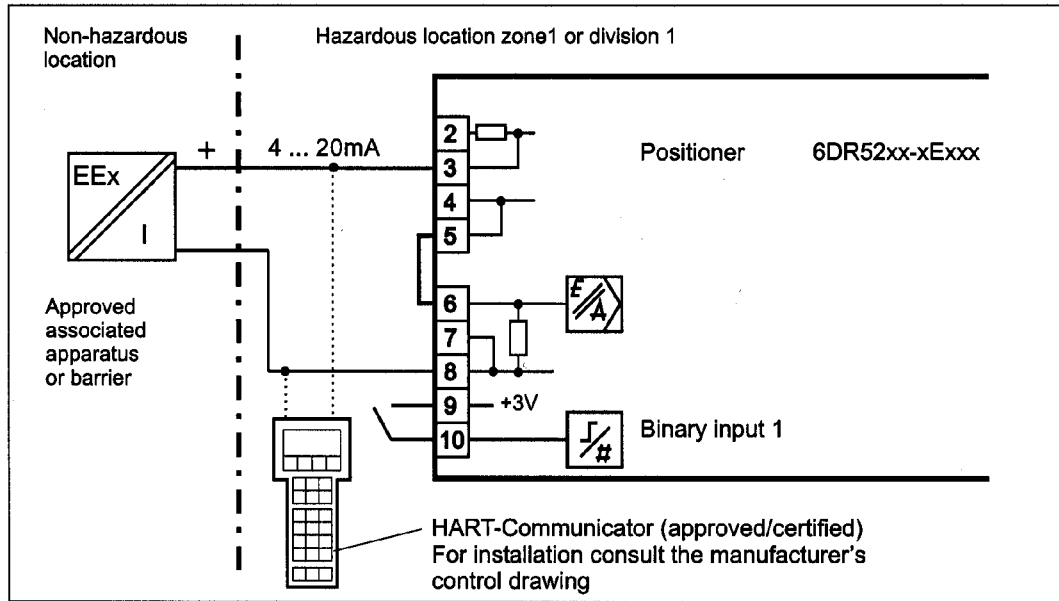 Non-hazardous
location
Hazardous location zone1 or division 1
+
4 ... 20mA
EEx
I
Approved
associated
apparatus
or barrier
2
3
4
5
6
7
8
9
10
Positioner 6DR52xx-xExxx
E
A
+3V
#
Binary input 1
HART-Communicator (approved/certified)
For installation consult the manufacturer's
control drawing